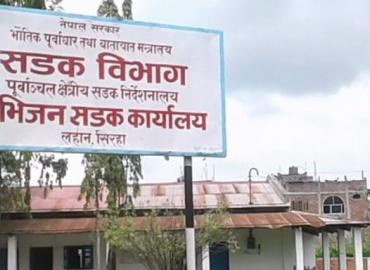 नेपाल सरकार
भौतिक पूर्वाधार तथा यातायात मन्त्रालय
सडक विभाग
पूर्वाञ्चल क्षेत्रीय सडक निर्देशनालय
भिजन सडक कार्यालय
लहान, सिरहा